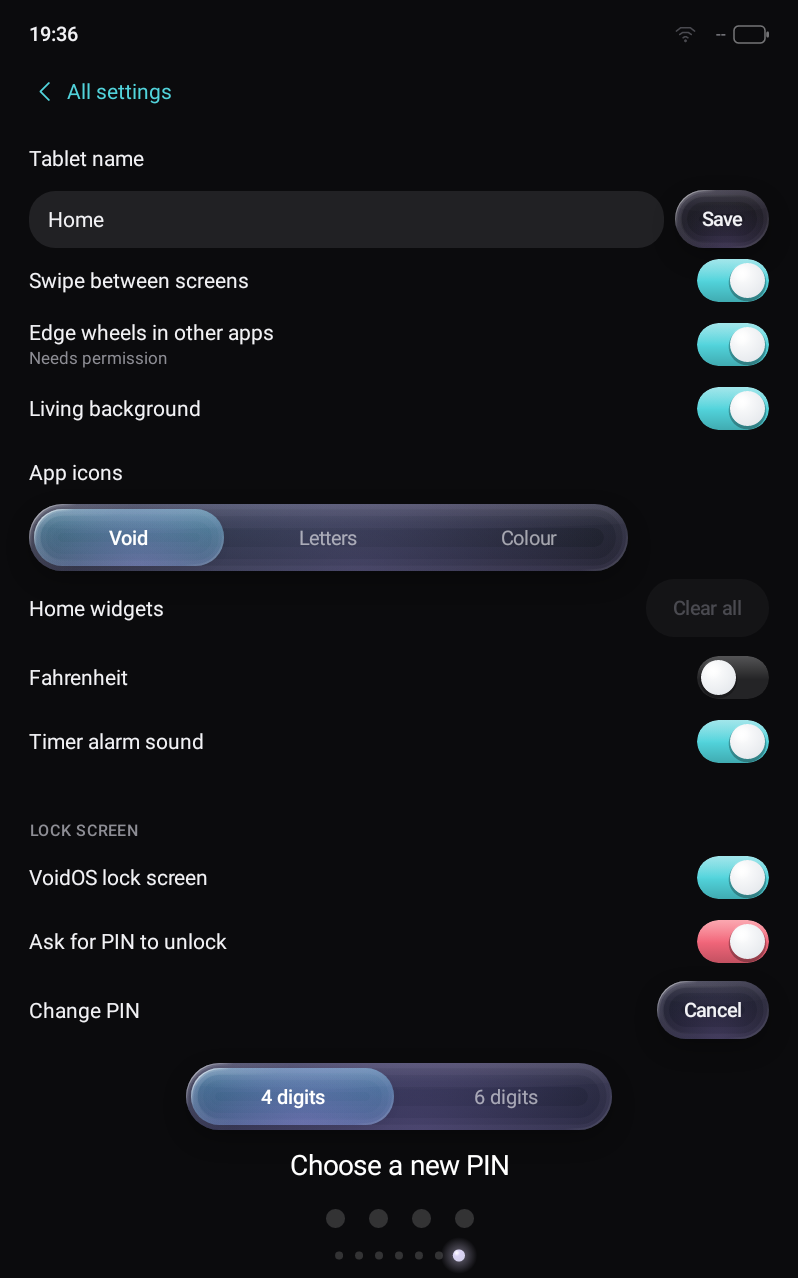 19:36
--
All settings
Tablet name
Home
Save
Swipe between screens
Edge wheels in other apps
Needs permission
Living background
App icons
Void Letters Colour
Home widgets
Clear all
Fahrenheit
Timer alarm sound
LOCK SCREEN
VoidOS lock screen
Ask for PIN to unlock
Change PIN
Cancel
4 digits 6 digits
Choose a new PIN